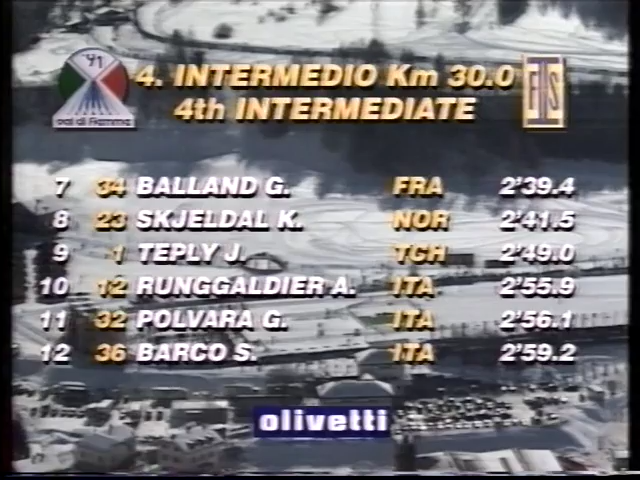 '91
val di Fiemme
4. INTERMEDIO Km 30.0
4th INTERMEDIATE
FIS
7 34 BALLAND G. FRA 2'39.4
8 23 SKJELDAL K. NOR 2'41.5
9 1 TEPLY J. TCH 2'49.0
10 12 RUNGGALDIER A. ITA 2'55.9
11 32 POLVARA G. ITA 2'56.1
12 36 BARCO S. ITA 2'59.2
olivetti